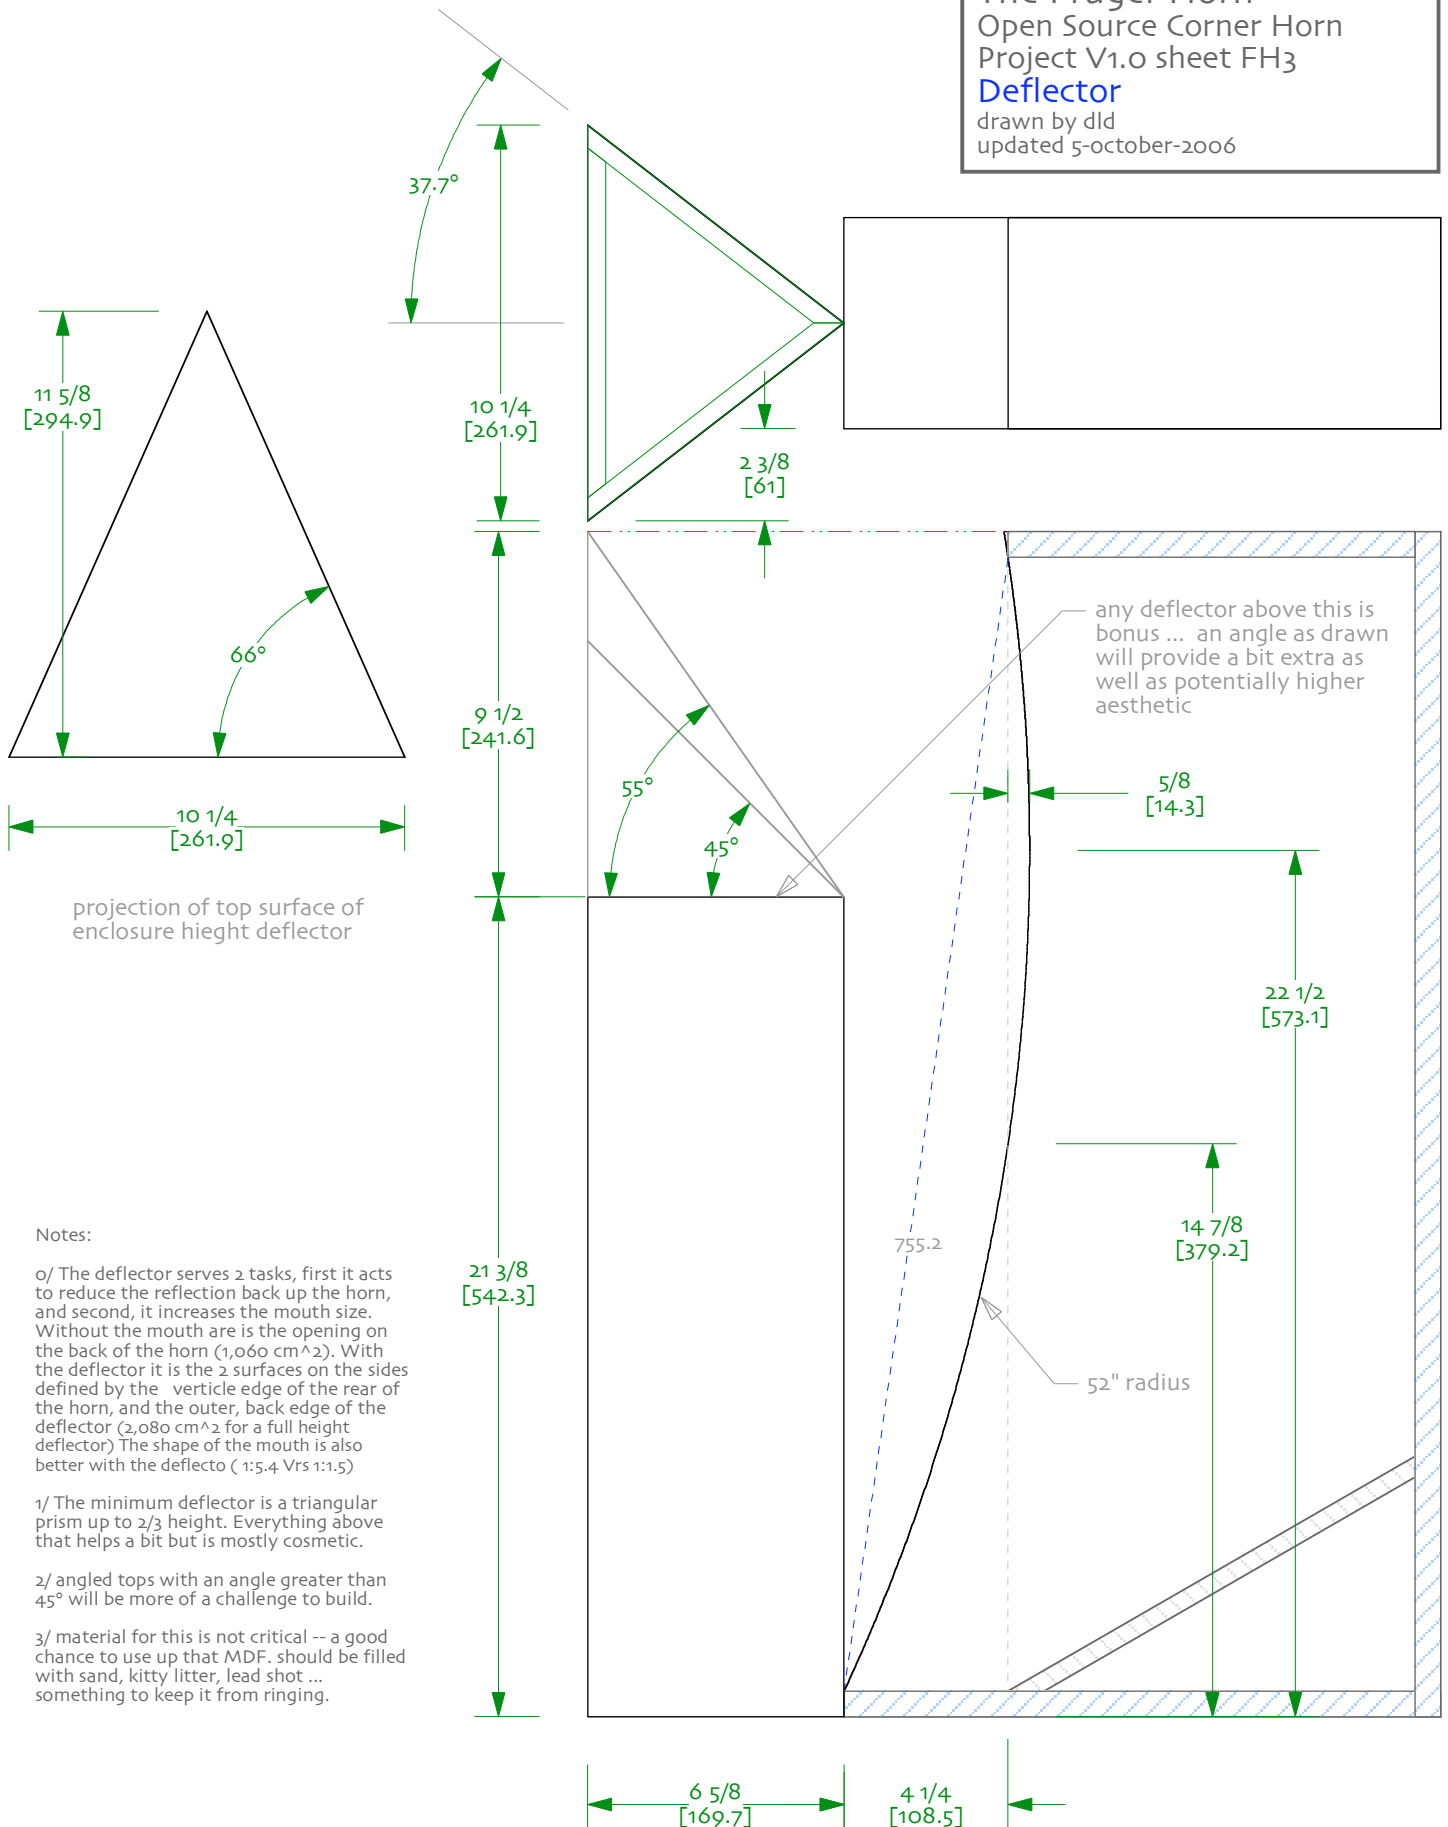 Open Source Corner Horn
Project V1.0 sheet FH3
Deflector
drawn by dld
updated 5-october-2006
37.7°
11 5/8
[294.9]
10 1/4
[261.9]
2 3/8
[61]
66°
any deflector above this is
bonus ... an angle as drawn
will provide a bit extra as
well as potentially higher
aesthetic
9 1/2
[241.6]
55°
45°
5/8
[14.3]
10 1/4
[261.9]
projection of top surface of
enclosure hieght deflector
22 1/2
[573.1]
14 7/8
[379.2]
755.2
21 3/8
[542.3]
52" radius
Notes:
0/ The deflector serves 2 tasks, first it acts
to reduce the reflection back up the horn,
and second, it increases the mouth size.
Without the mouth are is the opening on
the back of the horn (1,060 cm^2). With
the deflector it is the 2 surfaces on the sides
defined by the verticle edge of the rear of
the horn, and the outer, back edge of the
deflector (2,080 cm^2 for a full height
deflector) The shape of the mouth is also
better with the deflecto ( 1:5.4 Vrs 1:1.5)
1/ The minimum deflector is a triangular
prism up to 2/3 height. Everything above
that helps a bit but is mostly cosmetic.
2/ angled tops with an angle greater than
45° will be more of a challenge to build.
3/ material for this is not critical -- a good
chance to use up that MDF. should be filled
with sand, kitty litter, lead shot ...
something to keep it from ringing.
6 5/8
[169.7]
4 1/4
[108.5]